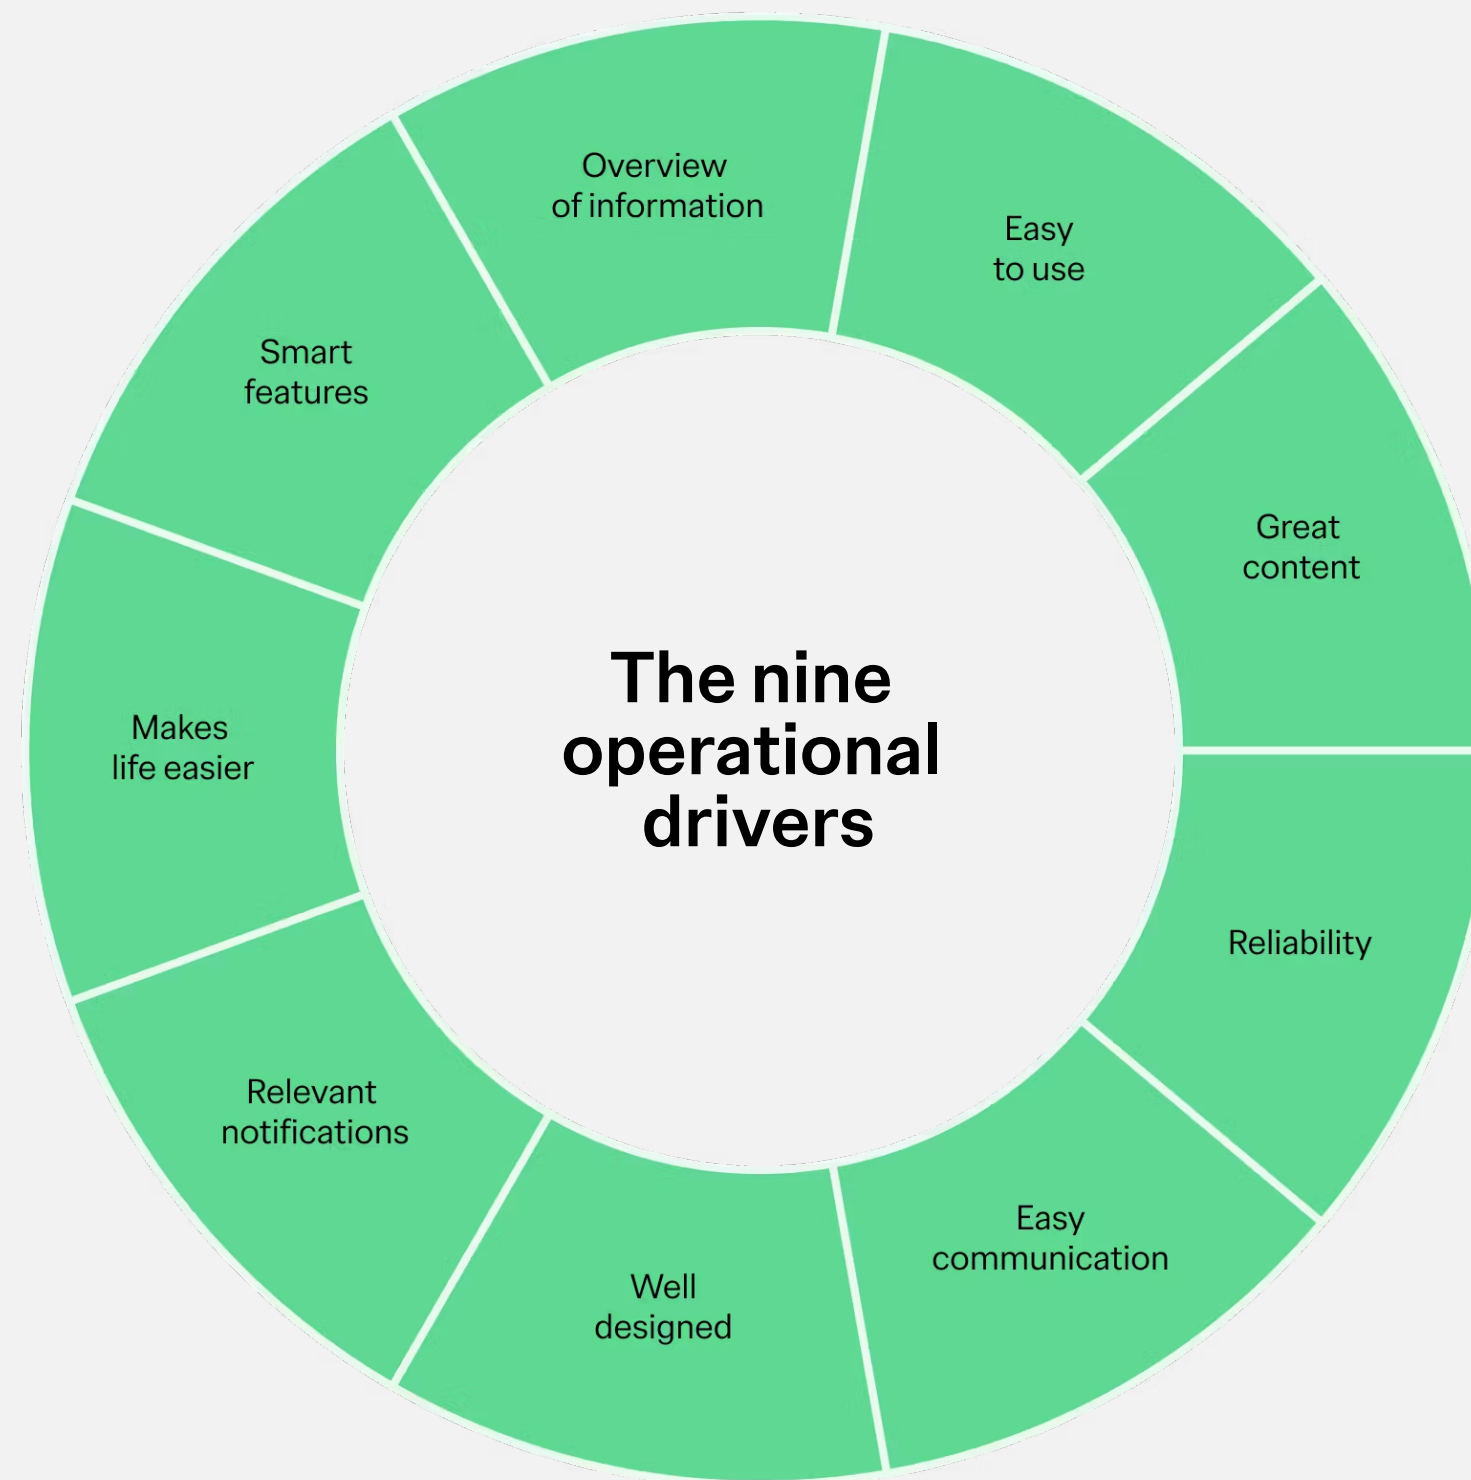 Overview
of information
Easy
to use
Great
content
Reliability
Easy
communication
Well
designed
Relevant
notifications
Makes
life easier
Smart
features
The nine
operational
drivers